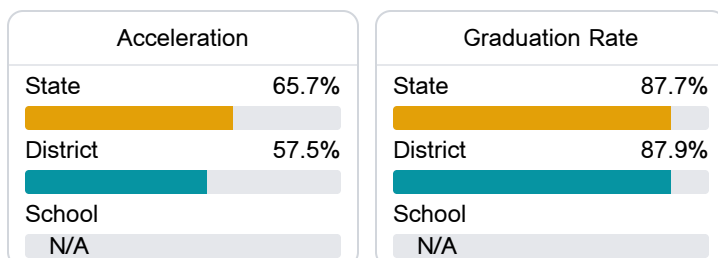 Acceleration
State 65.7%
District 57.5%
School
N/A
Graduation Rate
State 87.7%
District 87.9%
School
N/A